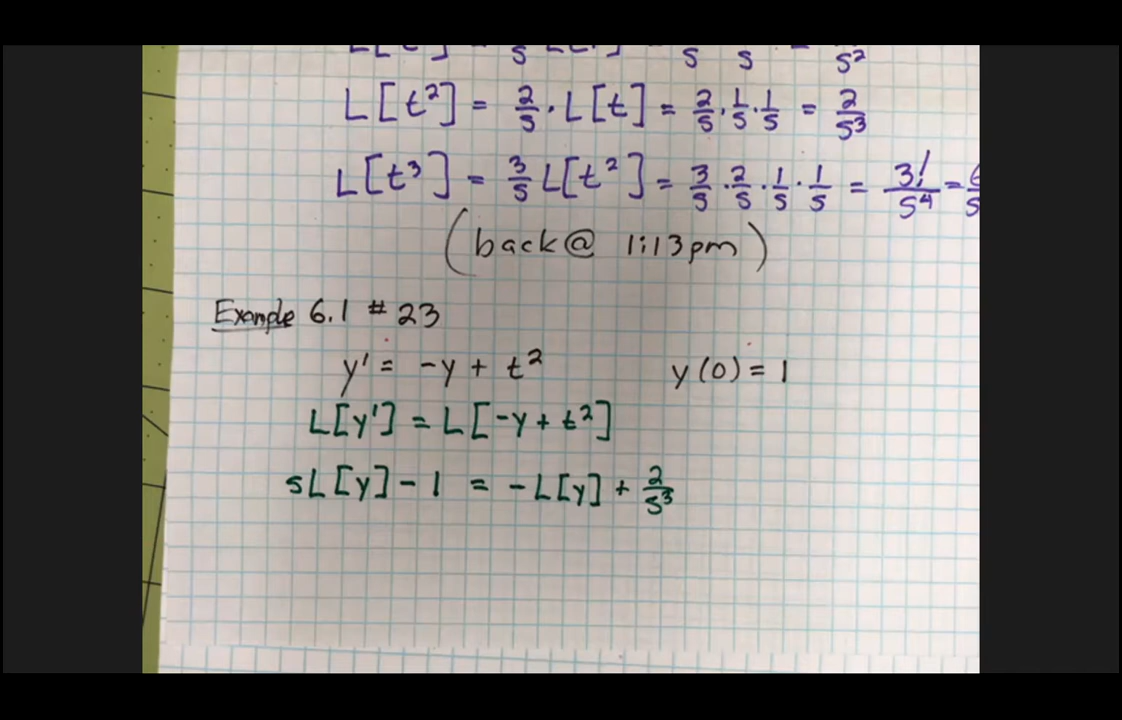 L[t²] = 2/s · L[t] = 2/s · 1/s · 1/s = 2/s³
L[t³] = 3/s L[t²] = 3/s · 2/s · 1/s · 1/s = 3!/s⁴ =
(back@ 1:13pm)
Example 6.1 # 23
y' = -y + t² y(0) = 1
L[y'] = L[-y + t²]
sL[y] - 1 = -L[y] + 2/s³